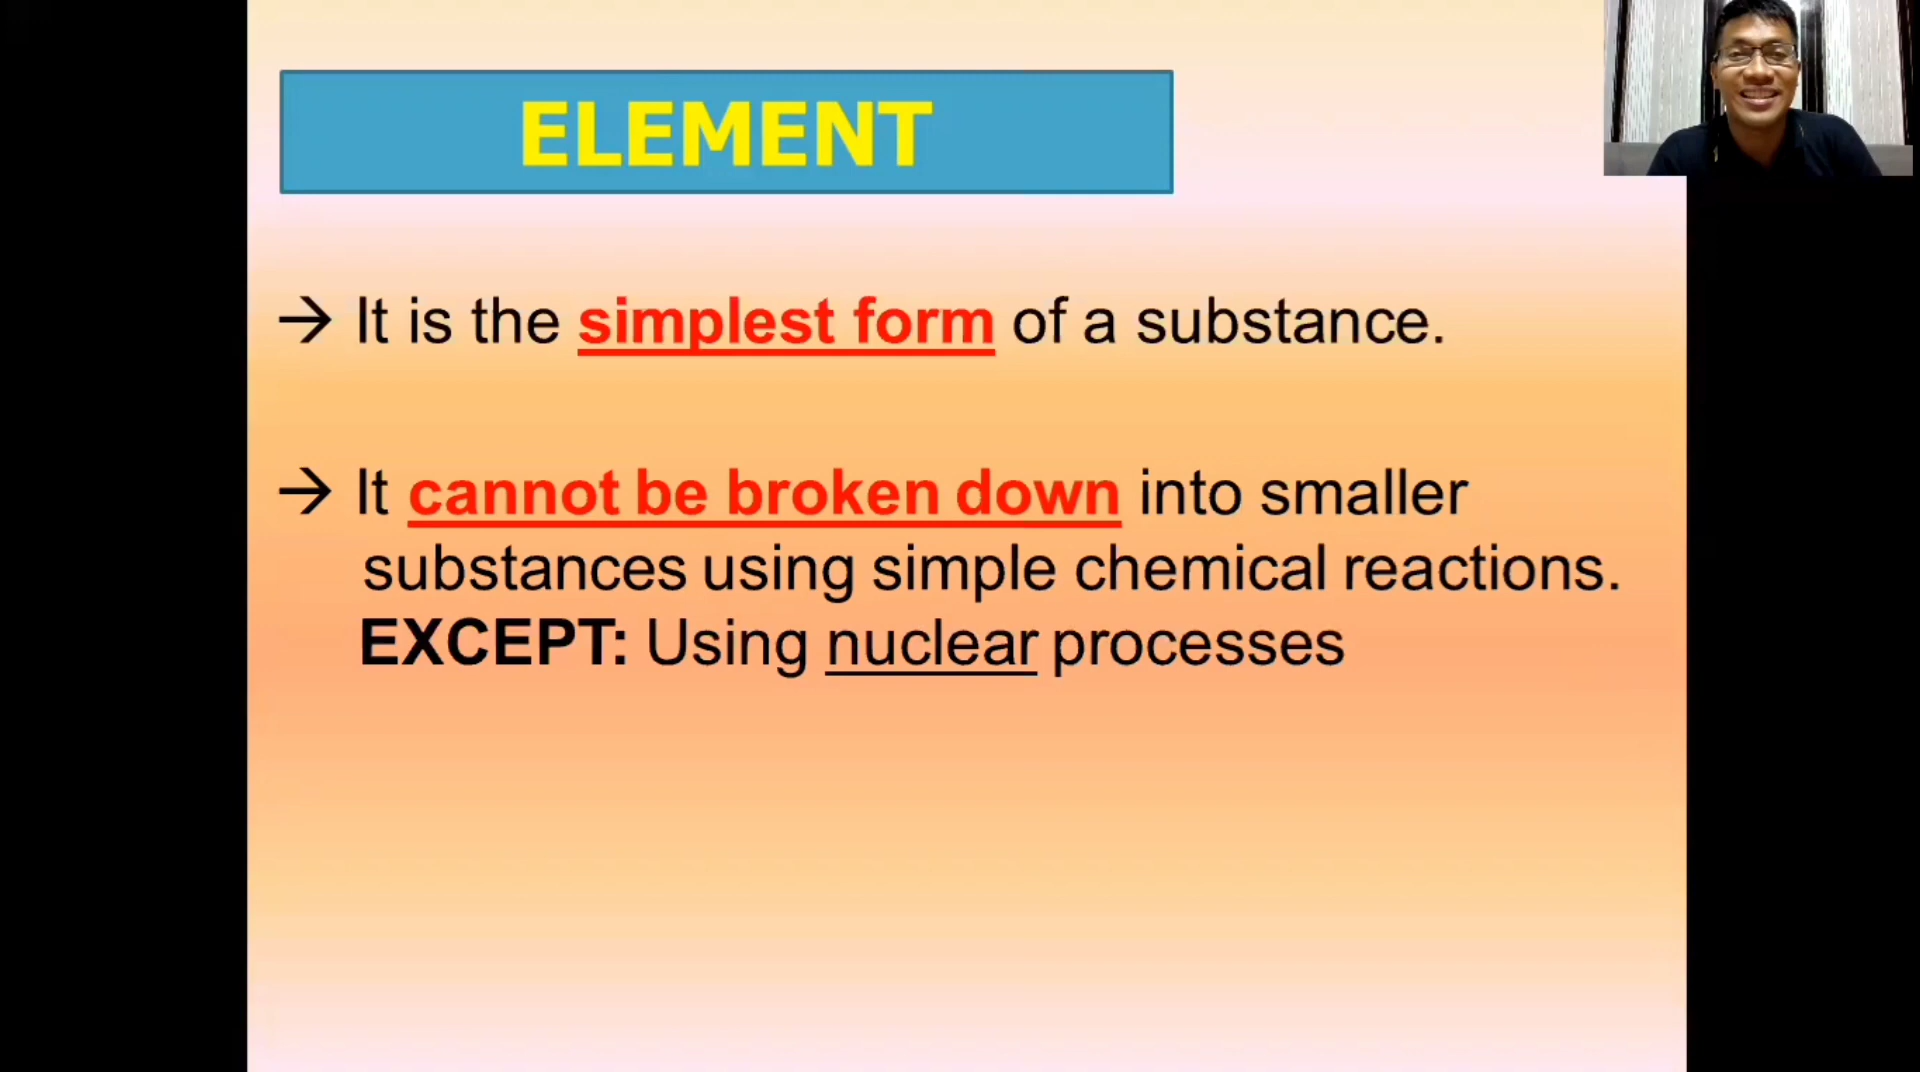 ELEMENT
→ It is the simplest form of a substance.
→ It cannot be broken down into smaller
substances using simple chemical reactions.
EXCEPT: Using nuclear processes